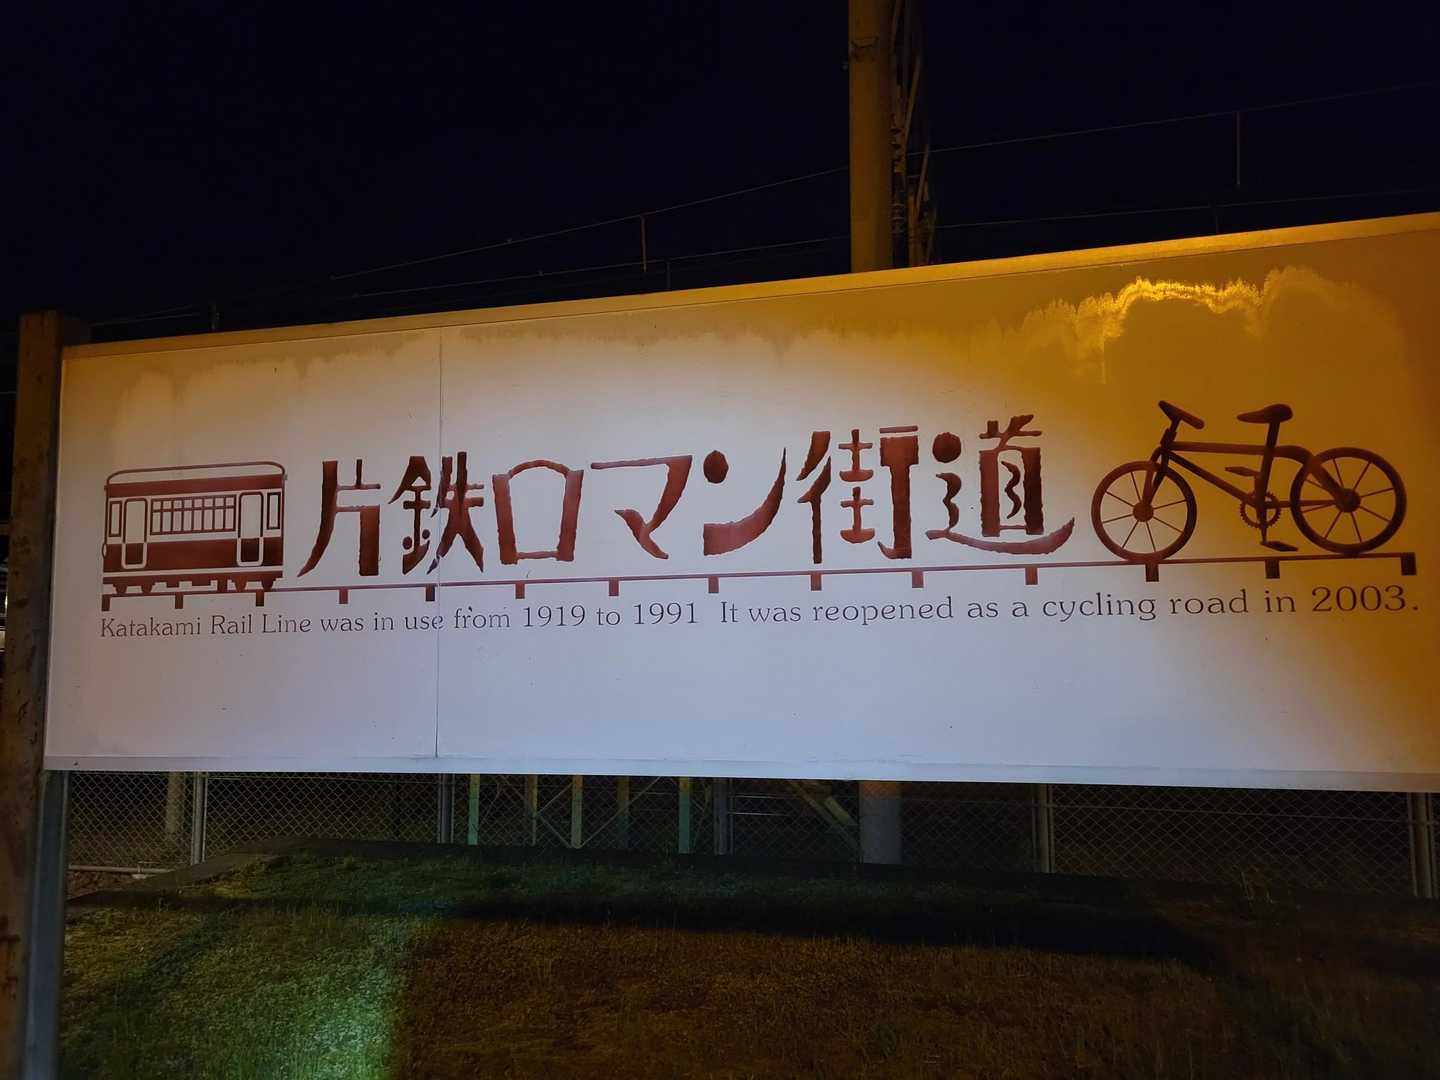 片鉄ロマン街道
Katakami Rail Line was in use from 1919 to 1991 It was reopened as a cycling road in 2003.